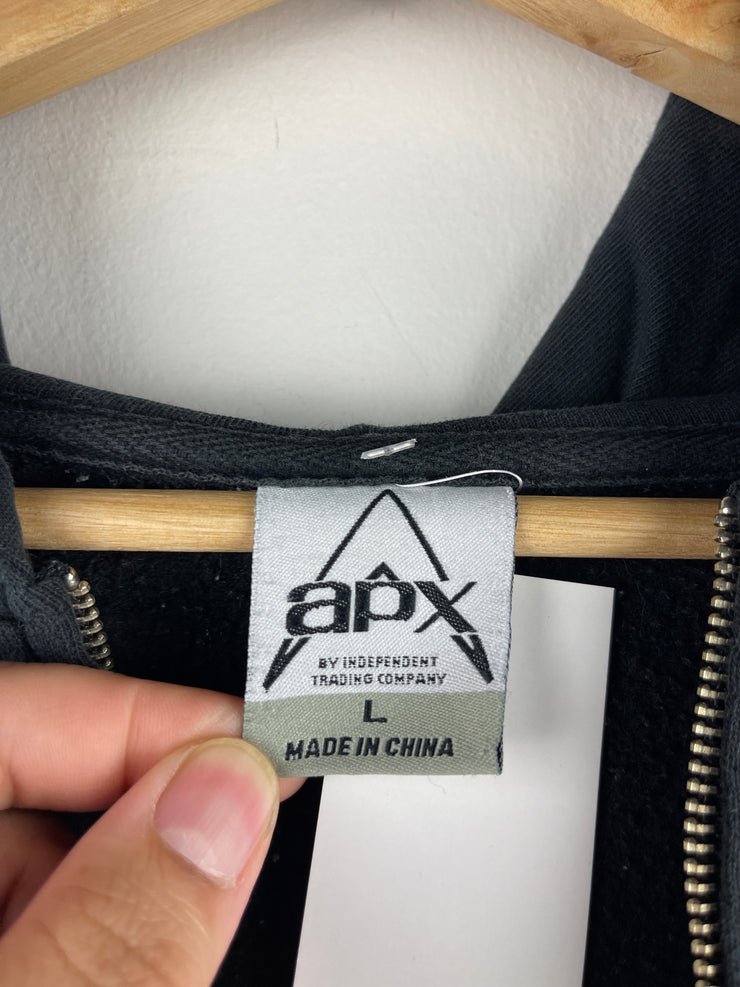 apx
BY INDEPENDENT
TRADING COMPANY
L
MADE IN CHINA